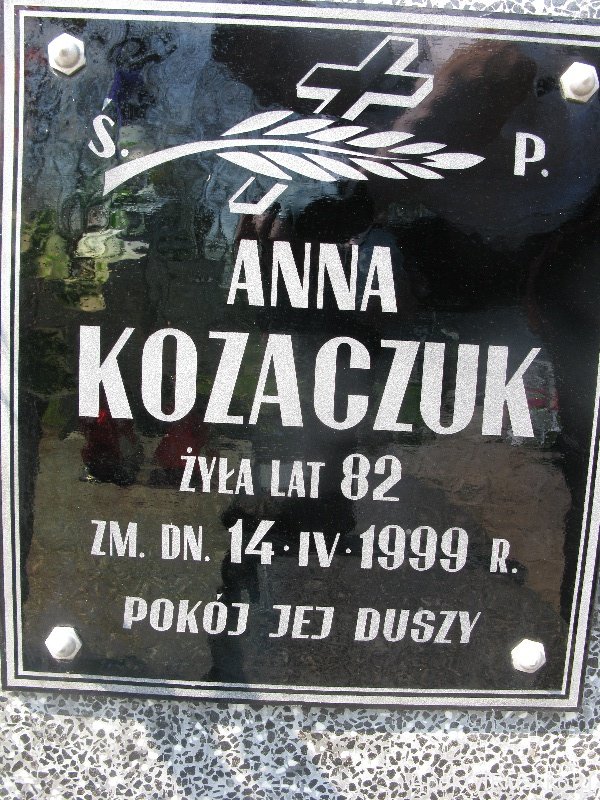 Ś. P.
ANNA
KOZACZUK
ŻYŁA LAT 82
ZM. DN. 14·IV·1999 R.
POKÓJ JEJ DUSZY